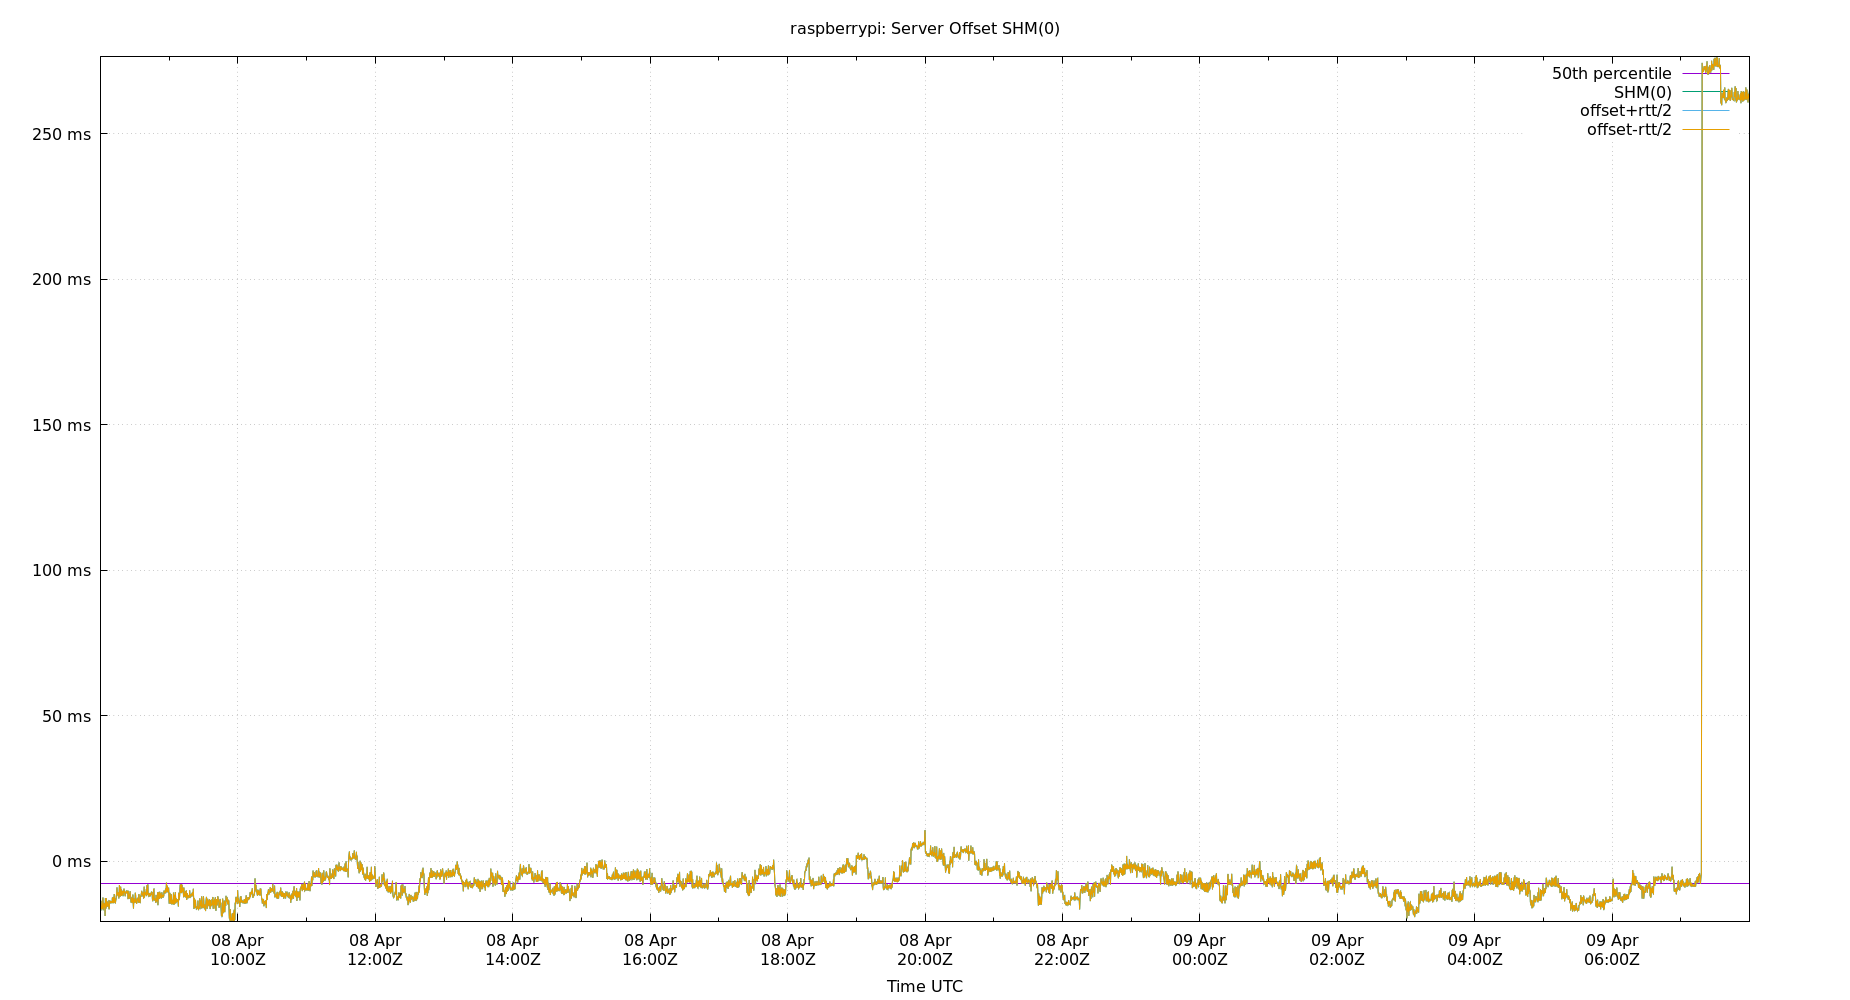 raspberrypi: Server Offset SHM(0)
50th percentile
SHM(0)
offset+rtt/2
offset-rtt/2
250 ms
200 ms
150 ms
100 ms
50 ms
0 ms
08 Apr 08 Apr 08 Apr 08 Apr 08 Apr 08 Apr 08 Apr 09 Apr 09 Apr 09 Apr 09 Apr
10:00Z 12:00Z 14:00Z 16:00Z 18:00Z 20:00Z 22:00Z 00:00Z 02:00Z 04:00Z 06:00Z
Time UTC